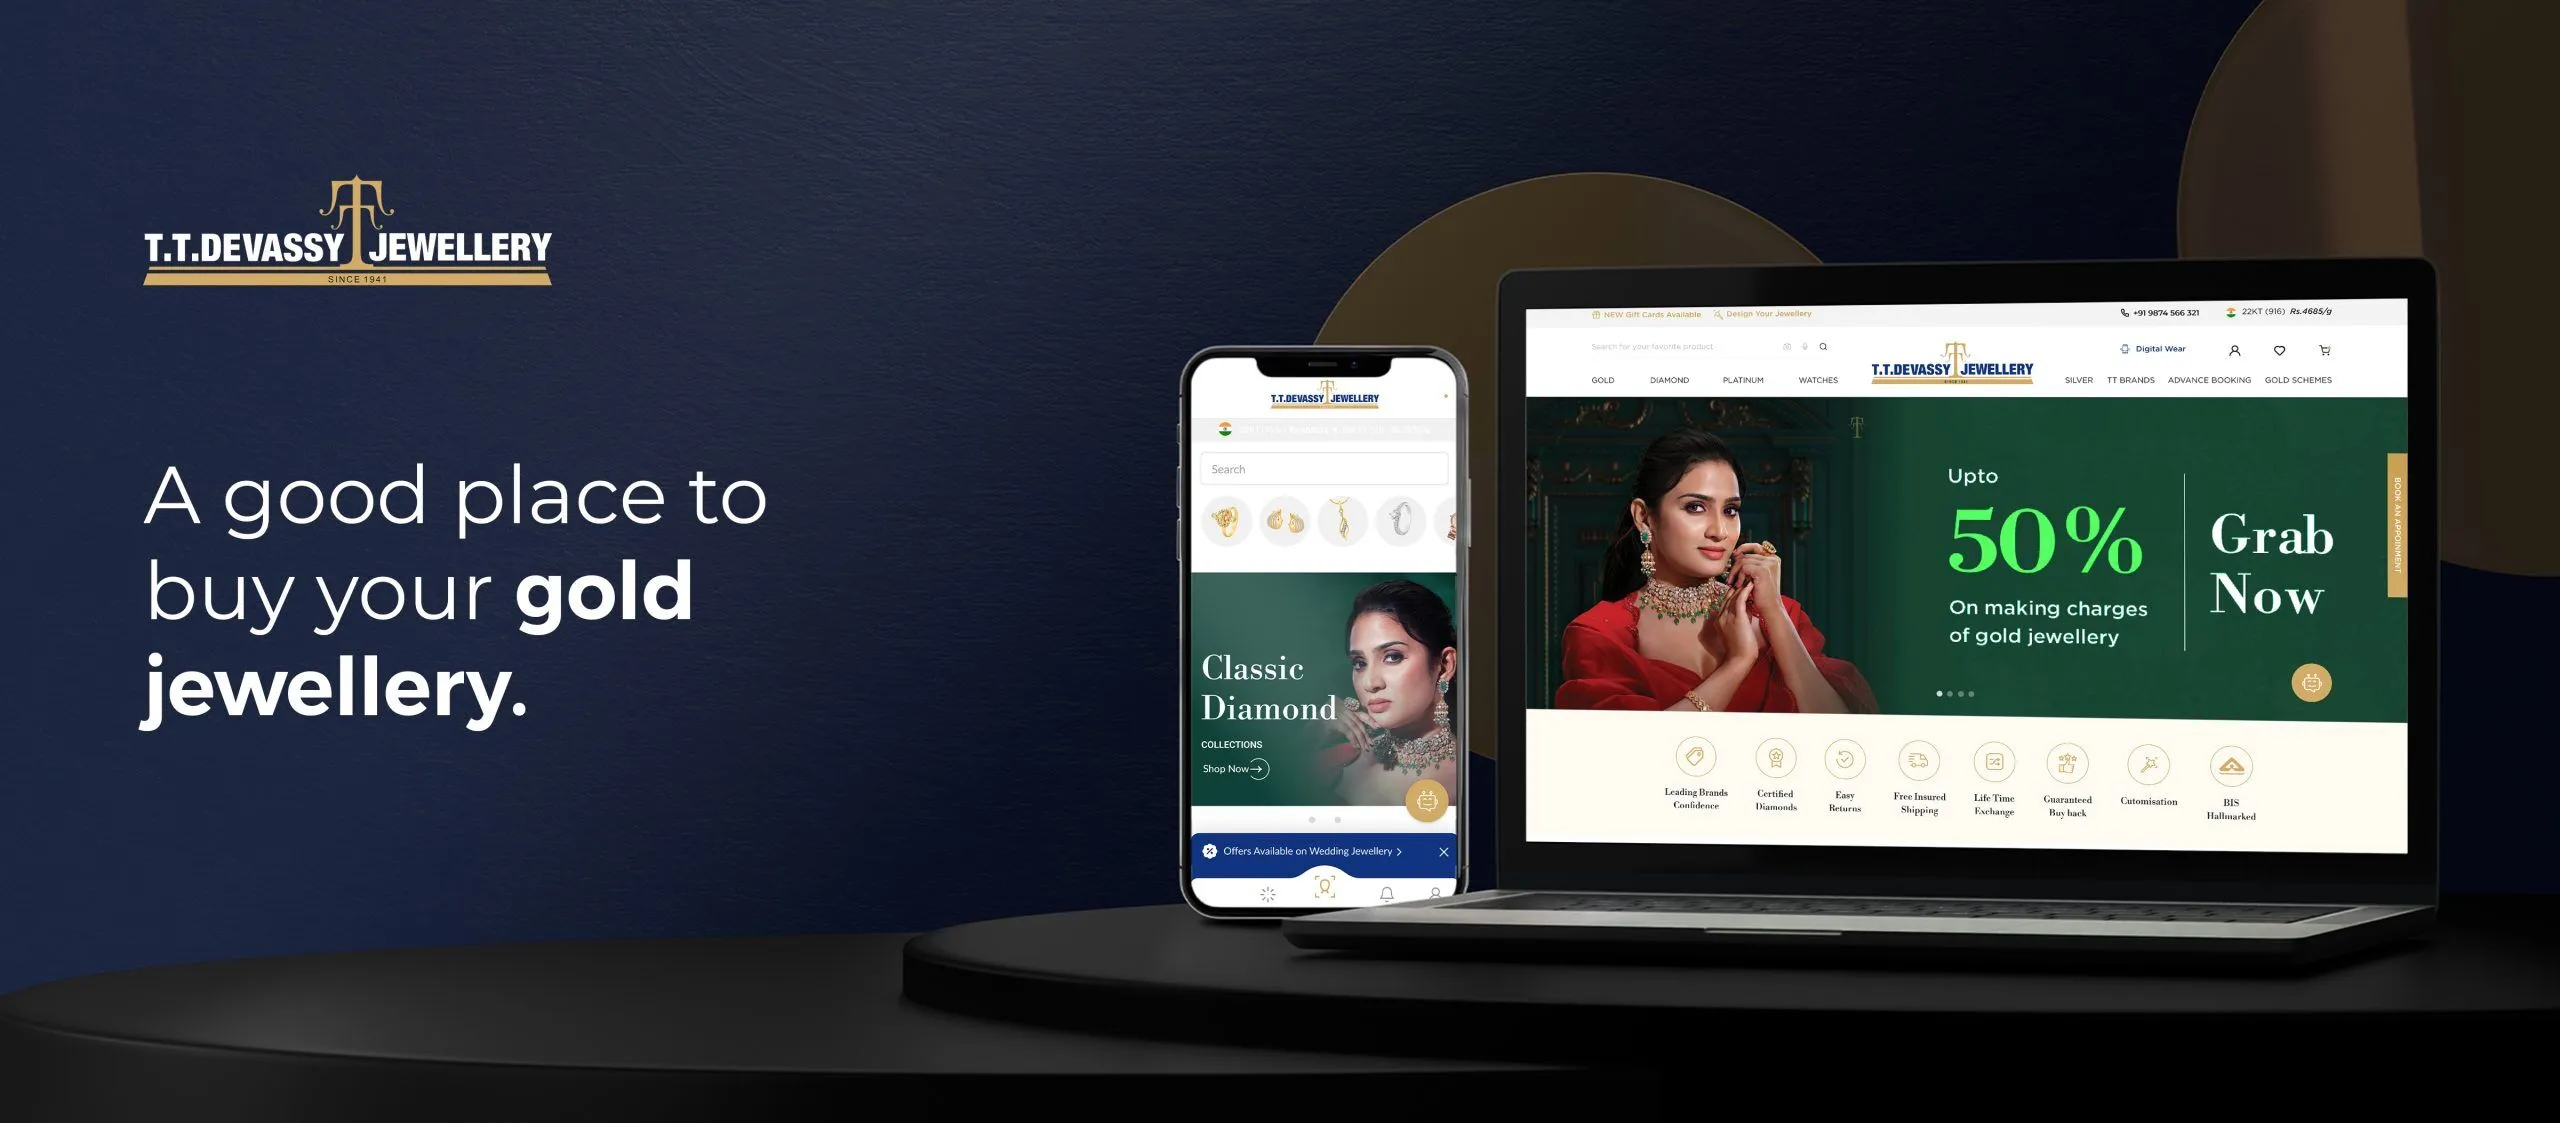 T.T.DEVASSY JEWELLERY
SINCE 1941
A good place to
buy your gold
jewellery.
T.T.DEVASSY JEWELLERY
Search
Classic
Diamond
COLLECTIONS
Shop Now
Offers Available on Wedding Jewellery
NEW Gift Cards Available
Design Your Jewellery
+91 9874 566 321
22KT (916) Rs.4685/g
Search for your favorite product
Digital Wear
T.T.DEVASSY JEWELLERY
SINCE 1941
GOLD
DIAMOND
PLATINUM
WATCHES
SILVER
TT BRANDS
ADVANCE BOOKING
GOLD SCHEMES
Upto
50%
On making charges
of gold jewellery
Grab
Now
BOOK AN APPOINMENT
Leading Brands
Confidence
Certified
Diamonds
Easy
Returns
Free Insured
Shipping
Life Time
Exchange
Guaranteed
Buy back
Cutomisation
BIS
Hallmarked